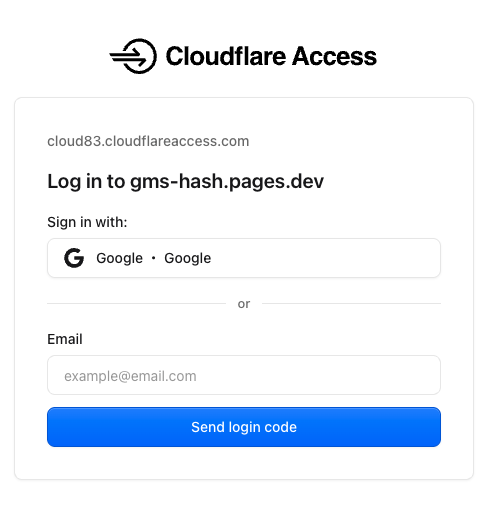 Cloudflare Access
cloud83.cloudflareaccess.com
Log in to gms-hash.pages.dev
Sign in with:
Google • Google
or
Email
example@email.com
Send login code